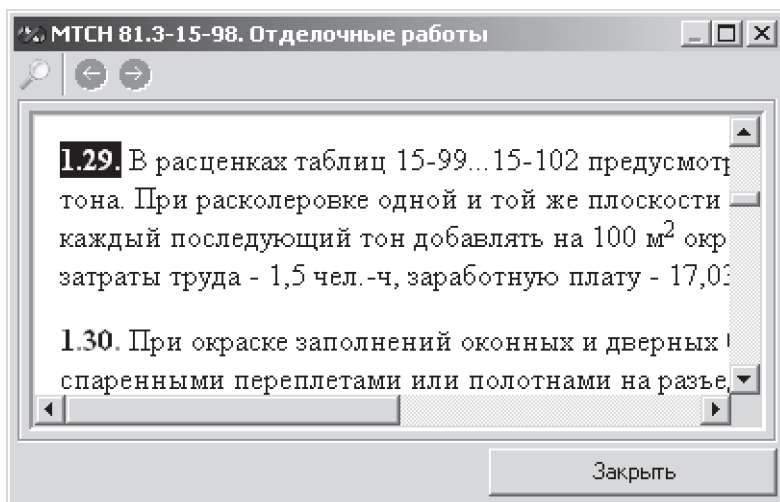 МТСН 81.3-15-98. Отделочные работы
1.29. В расценках таблиц 15-99...15-102 предусмотр
тона. При расколеровке одной и той же плоскости
каждый последующий тон добавлять на 100 м² окр
затраты труда - 1,5 чел.-ч, заработную плату - 17,03
1.30. При окраске заполнений оконных и дверных
спаренными переплетами или полотнами на разъе
Закрыть